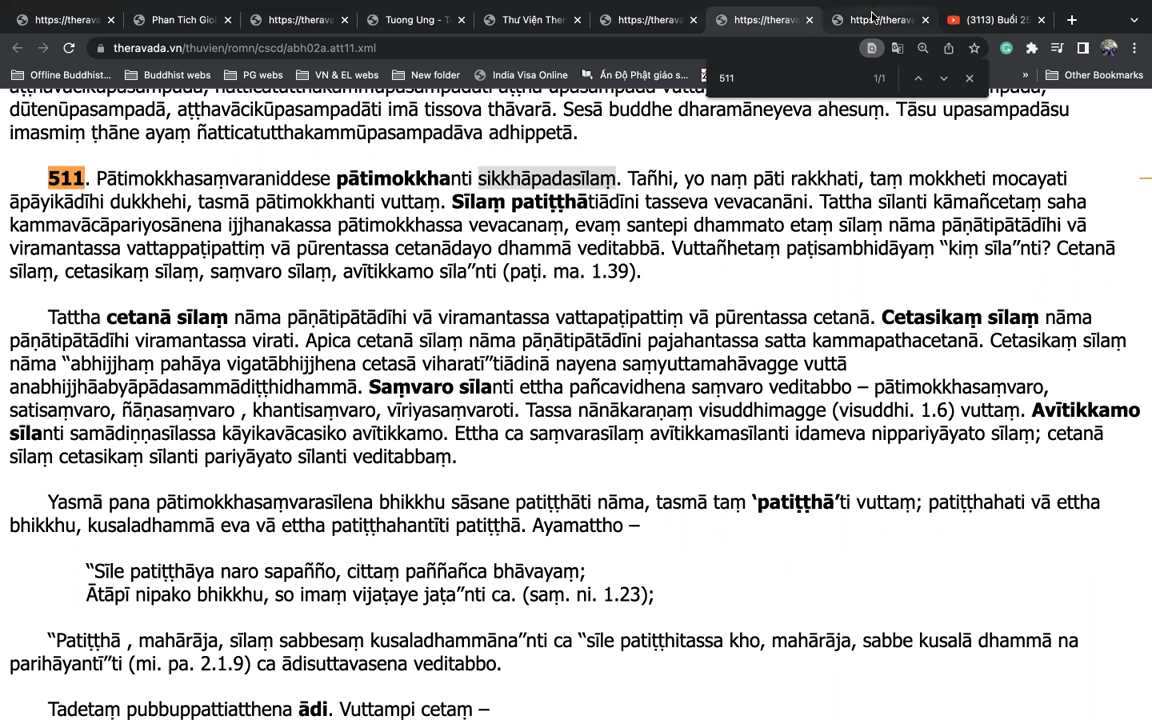 https://therava
Phan Tich Gioi
https://therava
Tuong Ung - T
Thư Viện There
https://therava
https://therava
https://therava
(3113) Buổi 25
theravada.vn/thuvien/romn/cscd/abh02a.att11.xml
Offline Buddhist...
Buddhist webs
PG webs
VN & EL webs
New folder
India Visa Online
Ấn Độ Phật giáo s...
»
Other Bookmarks
511
1/1
dūtenūpasampadā, aṭṭhavācikūpasampadāti imā tissova thāvarā. Sesā buddhe dharamāneyeva ahesuṃ. Tāsu upasampadāsu
imasmiṃ ṭhāne ayaṃ ñatticatutthakammūpasampadāva adhippetā.
511. Pātimokkhasaṃvaraniddese pātimokkhanti sikkhāpadasīlaṃ. Tañhi, yo naṃ pāti rakkhati, taṃ mokkheti mocayati
āpāyikādīhi dukkhehi, tasmā pātimokkhanti vuttaṃ. Sīlaṃ patiṭṭhātiādīni tasseva vevacanāni. Tattha sīlanti kāmañcetaṃ saha
kammavācāpariyosānena ijjhanakassa pātimokkhassa vevacanaṃ, evaṃ santepi dhammato etaṃ sīlaṃ nāma pāṇātipātādīhi vā
viramantassa vattappaṭipattiṃ vā pūrentassa cetanādayo dhammā veditabbā. Vuttañhetaṃ paṭisambhidāyaṃ “kiṃ sīla”nti? Cetanā
sīlaṃ, cetasikaṃ sīlaṃ, saṃvaro sīlaṃ, avītikkamo sīla”nti (paṭi. ma. 1.39).
Tattha cetanā sīlaṃ nāma pāṇātipātādīhi vā viramantassa vattapaṭipattiṃ vā pūrentassa cetanā. Cetasikaṃ sīlaṃ nāma
pāṇātipātādīhi viramantassa virati. Apica cetanā sīlaṃ nāma pāṇātipātādīni pajahantassa satta kammapathacetanā. Cetasikaṃ sīlaṃ
nāma “abhijjhaṃ pahāya vigatābhijjhena cetasā viharatī”tiādinā nayena saṃyuttamahāvagge vuttā
anabhijjhāabyāpādasammādiṭṭhidhammā. Saṃvaro sīlanti ettha pañcavidhena saṃvaro veditabbo – pātimokkhasaṃvaro,
satisaṃvaro, ñāṇasaṃvaro , khantisaṃvaro, vīriyasaṃvaroti. Tassa nānākaraṇaṃ visuddhimagge (visuddhi. 1.6) vuttaṃ. Avītikkamo
sīlanti samādiṇṇasīlassa kāyikavācasiko avītikkamo. Ettha ca saṃvarasīlaṃ avītikkamasīlanti idameva nippariyāyato sīlaṃ; cetanā
sīlaṃ cetasikaṃ sīlanti pariyāyato sīlanti veditabbaṃ.
Yasmā pana pātimokkhasaṃvarasīlena bhikkhu sāsane patiṭṭhāti nāma, tasmā taṃ ‘patiṭṭhā’ti vuttaṃ; patiṭṭhahati vā ettha
bhikkhu, kusaladhammā eva vā ettha patiṭṭhahantīti patiṭṭhā. Ayamattho –
“Sīle patiṭṭhāya naro sapañño, cittaṃ paññañca bhāvayaṃ;
Ātāpī nipako bhikkhu, so imaṃ vijaṭaye jaṭa”nti ca. (saṃ. ni. 1.23);
“Patiṭṭhā , mahārāja, sīlaṃ sabbesaṃ kusaladhammāna”nti ca “sīle patiṭṭhitassa kho, mahārāja, sabbe kusalā dhammā na
parihāyantī”ti (mi. pa. 2.1.9) ca ādisuttavasena veditabbo.
Tadetaṃ pubbuppattiatthena ādi. Vuttampi cetaṃ –